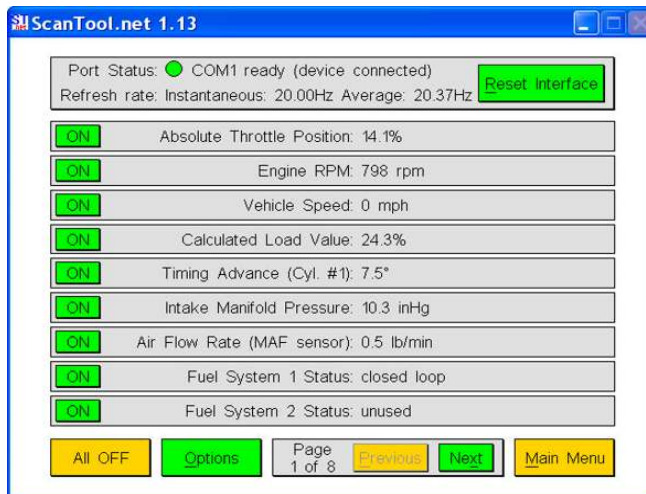 ScanTool.net 1.13
Port Status: COM1 ready (device connected)
Refresh rate: Instantaneous: 20.00Hz Average: 20.37Hz
Reset Interface
ON Absolute Throttle Position: 14.1%
ON Engine RPM: 798 rpm
ON Vehicle Speed: 0 mph
ON Calculated Load Value: 24.3%
ON Timing Advance (Cyl. #1): 7.5°
ON Intake Manifold Pressure: 10.3 inHg
ON Air Flow Rate (MAF sensor): 0.5 lb/min
ON Fuel System 1 Status: closed loop
ON Fuel System 2 Status: unused
All OFF
Options
Page
1 of 8
Previous
Next
Main Menu